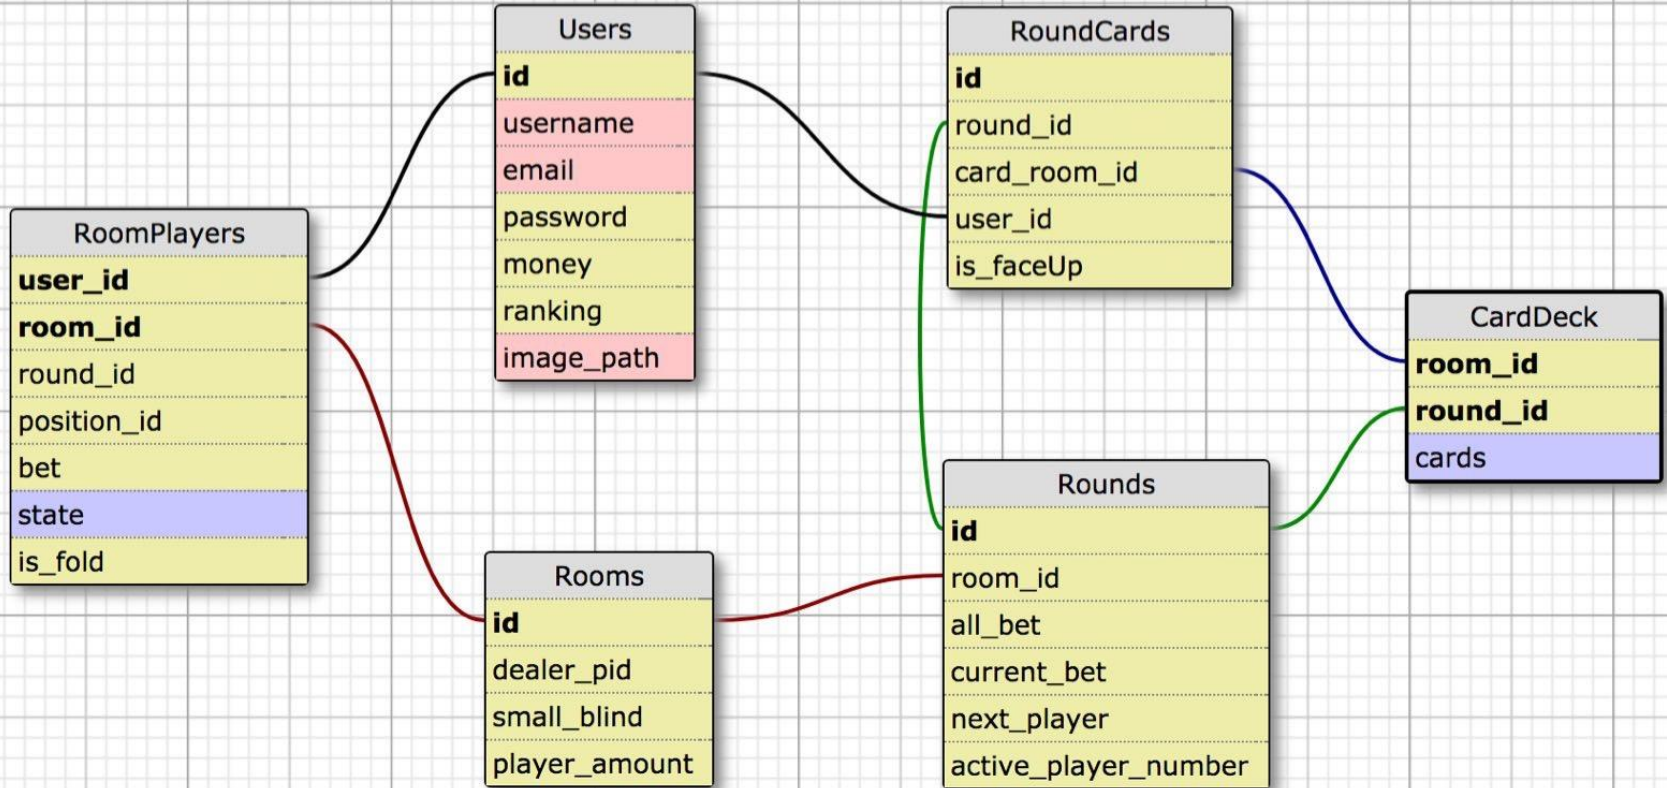 Users
id
username
email
password
money
ranking
image_path
RoundCards
id
round_id
card_room_id
user_id
is_faceUp
RoomPlayers
user_id
room_id
round_id
position_id
bet
state
is_fold
CardDeck
room_id
round_id
cards
Rooms
id
dealer_pid
small_blind
player_amount
Rounds
id
room_id
all_bet
current_bet
next_player
active_player_number